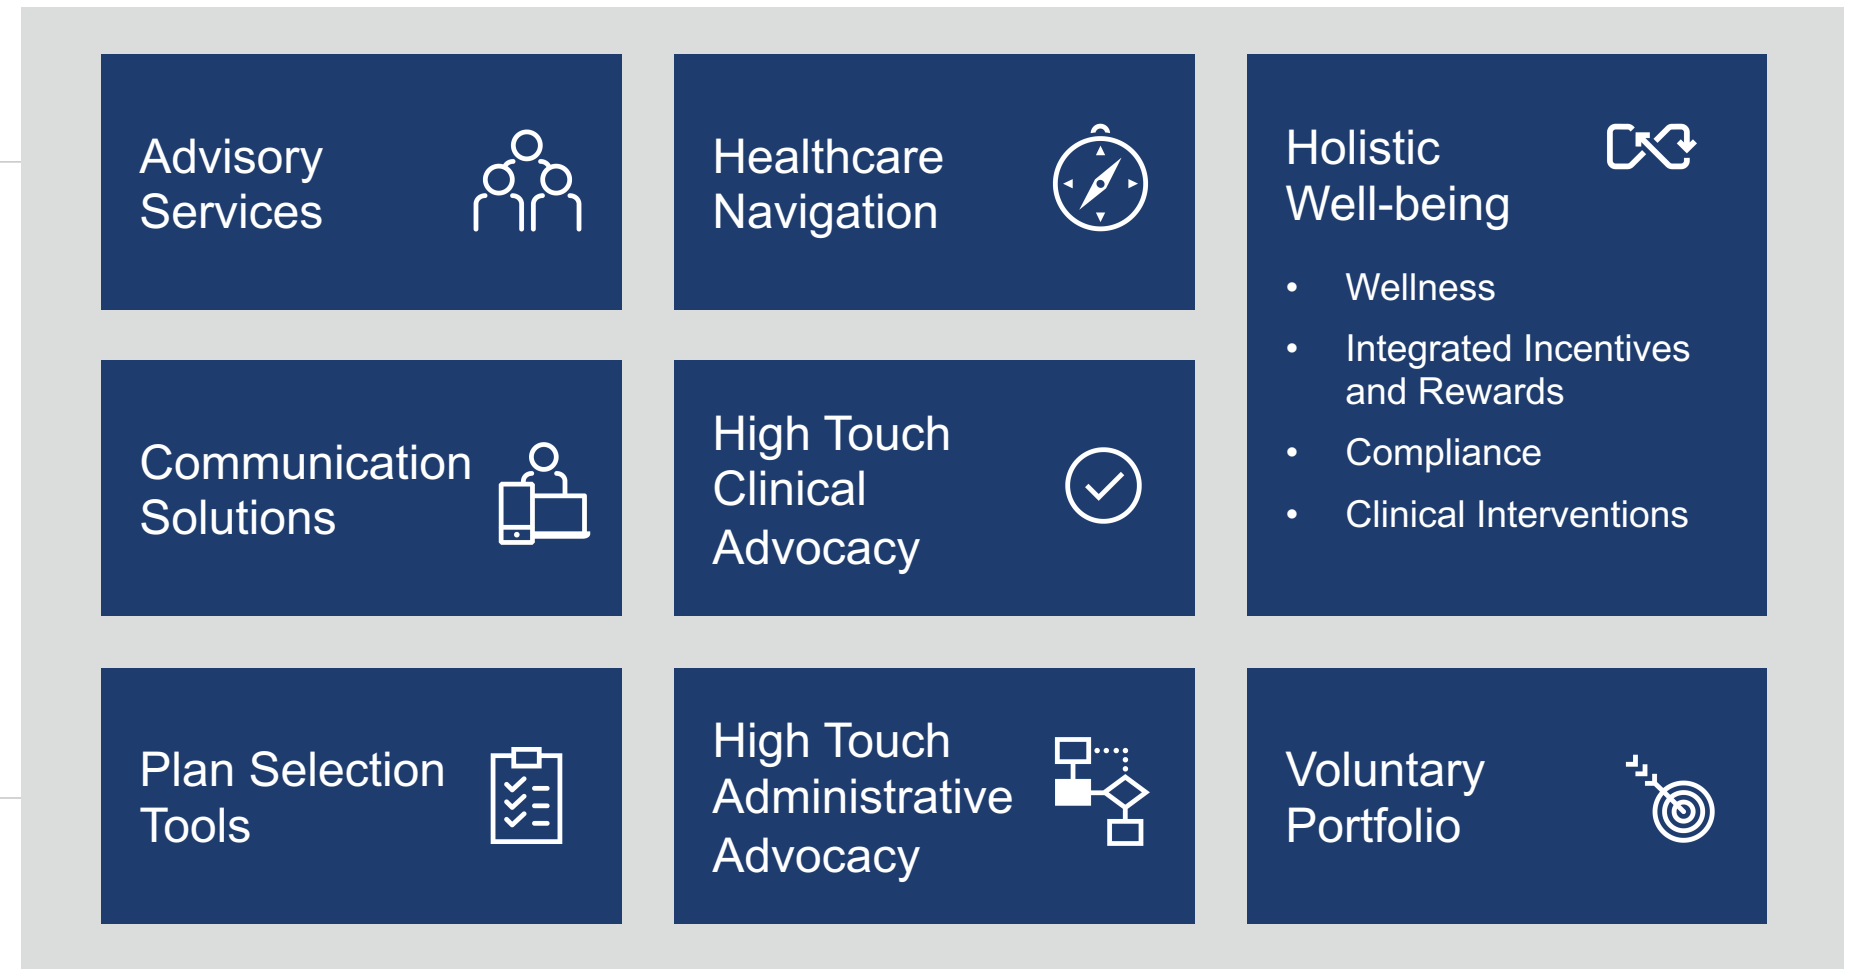 Advisory
Services
Healthcare
Navigation
Holistic
Well-being
• Wellness
• Integrated Incentives
and Rewards
• Compliance
• Clinical Interventions
Communication
Solutions
High Touch
Clinical
Advocacy
Plan Selection
Tools
High Touch
Administrative
Advocacy
Voluntary
Portfolio